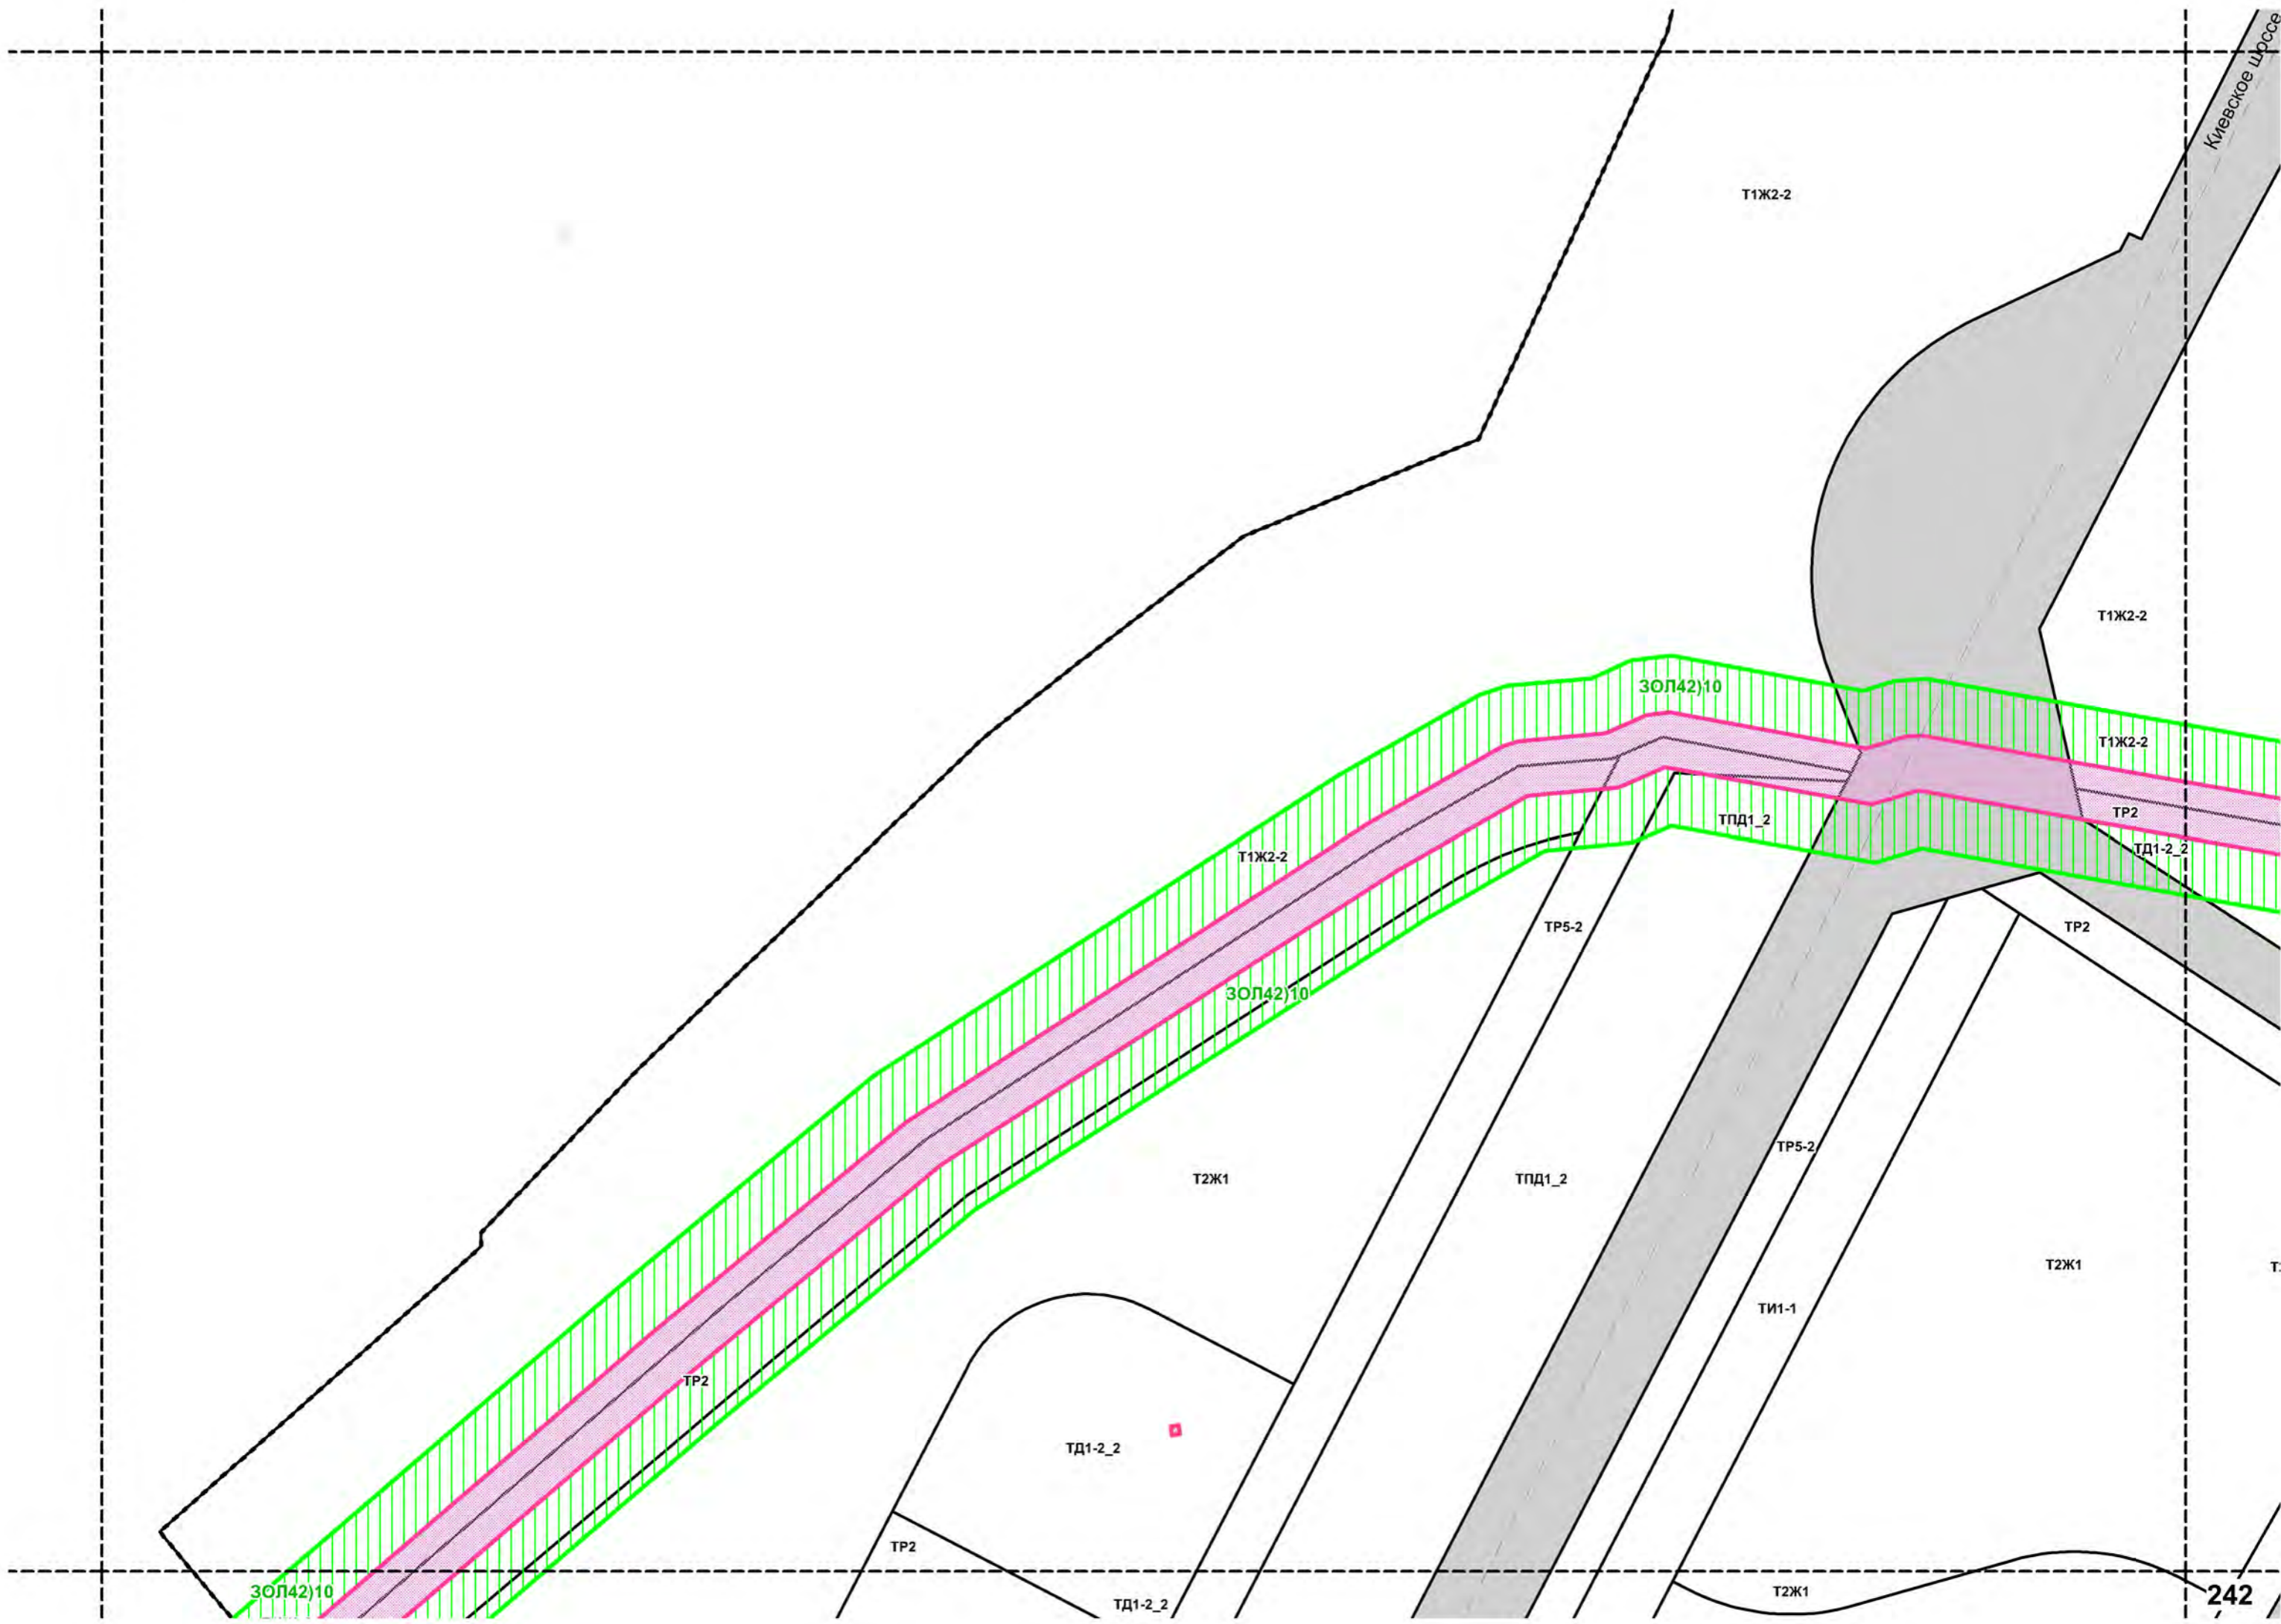 Киевское шоссе
Т1Ж2-2
Т1Ж2-2
ЗОЛ42)10
Т1Ж2-2
ТР2
ТПД1_2
ТД1-2_2
Т1Ж2-2
ТР5-2
ТР2
ЗОЛ42)10
ТР5-2
Т2Ж1
ТПД1_2
Т2Ж1
ТИ1-1
ТР2
ТД1-2_2
ТР2
ЗОЛ42)10
ТД1-2_2
Т2Ж1
242